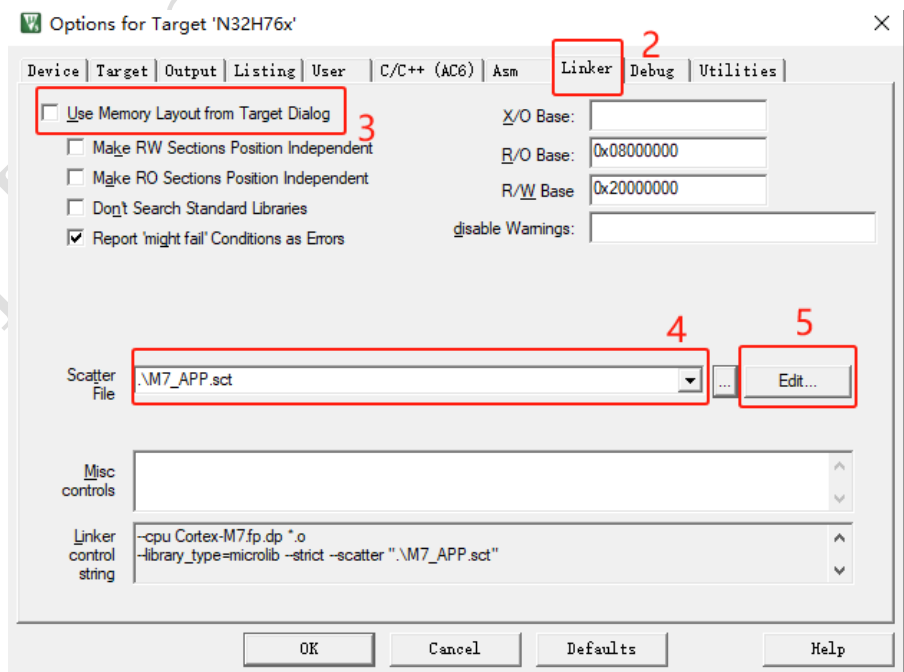 Options for Target 'N32H76x'
2
Device Target Output Listing User C/C++ (AC6) Asm Linker Debug Utilities
Use Memory Layout from Target Dialog
3
Make RW Sections Position Independent
Make RO Sections Position Independent
Don't Search Standard Libraries
Report 'might fail' Conditions as Errors
X/O Base:
R/O Base: 0x08000000
R/W Base 0x20000000
disable Warnings:
4
5
Scatter
File
.\M7_APP.sct
...
Edit...
Misc
controls
Linker
control
string
--cpu Cortex-M7.fp.dp *.o
--library_type=microlib --strict --scatter ".\M7_APP.sct"
OK Cancel Defaults Help